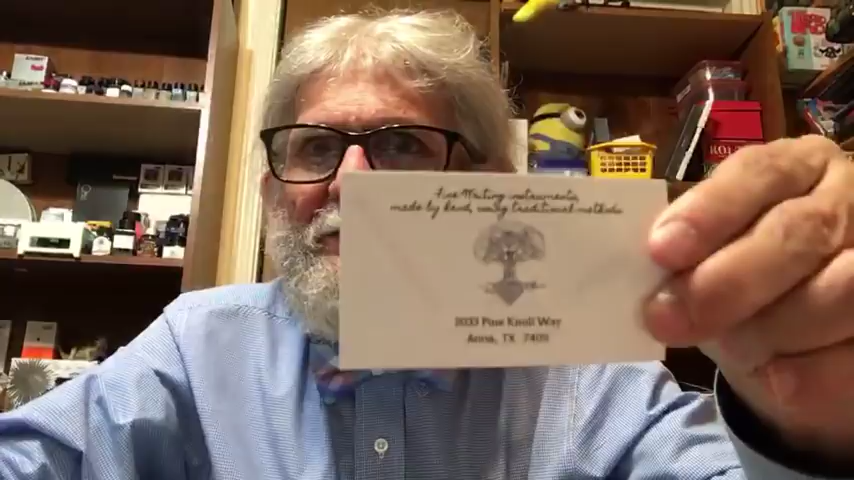 Fine Writing instruments,
made by hand, using traditional methods
Pine Knoll Way
Anna, TX